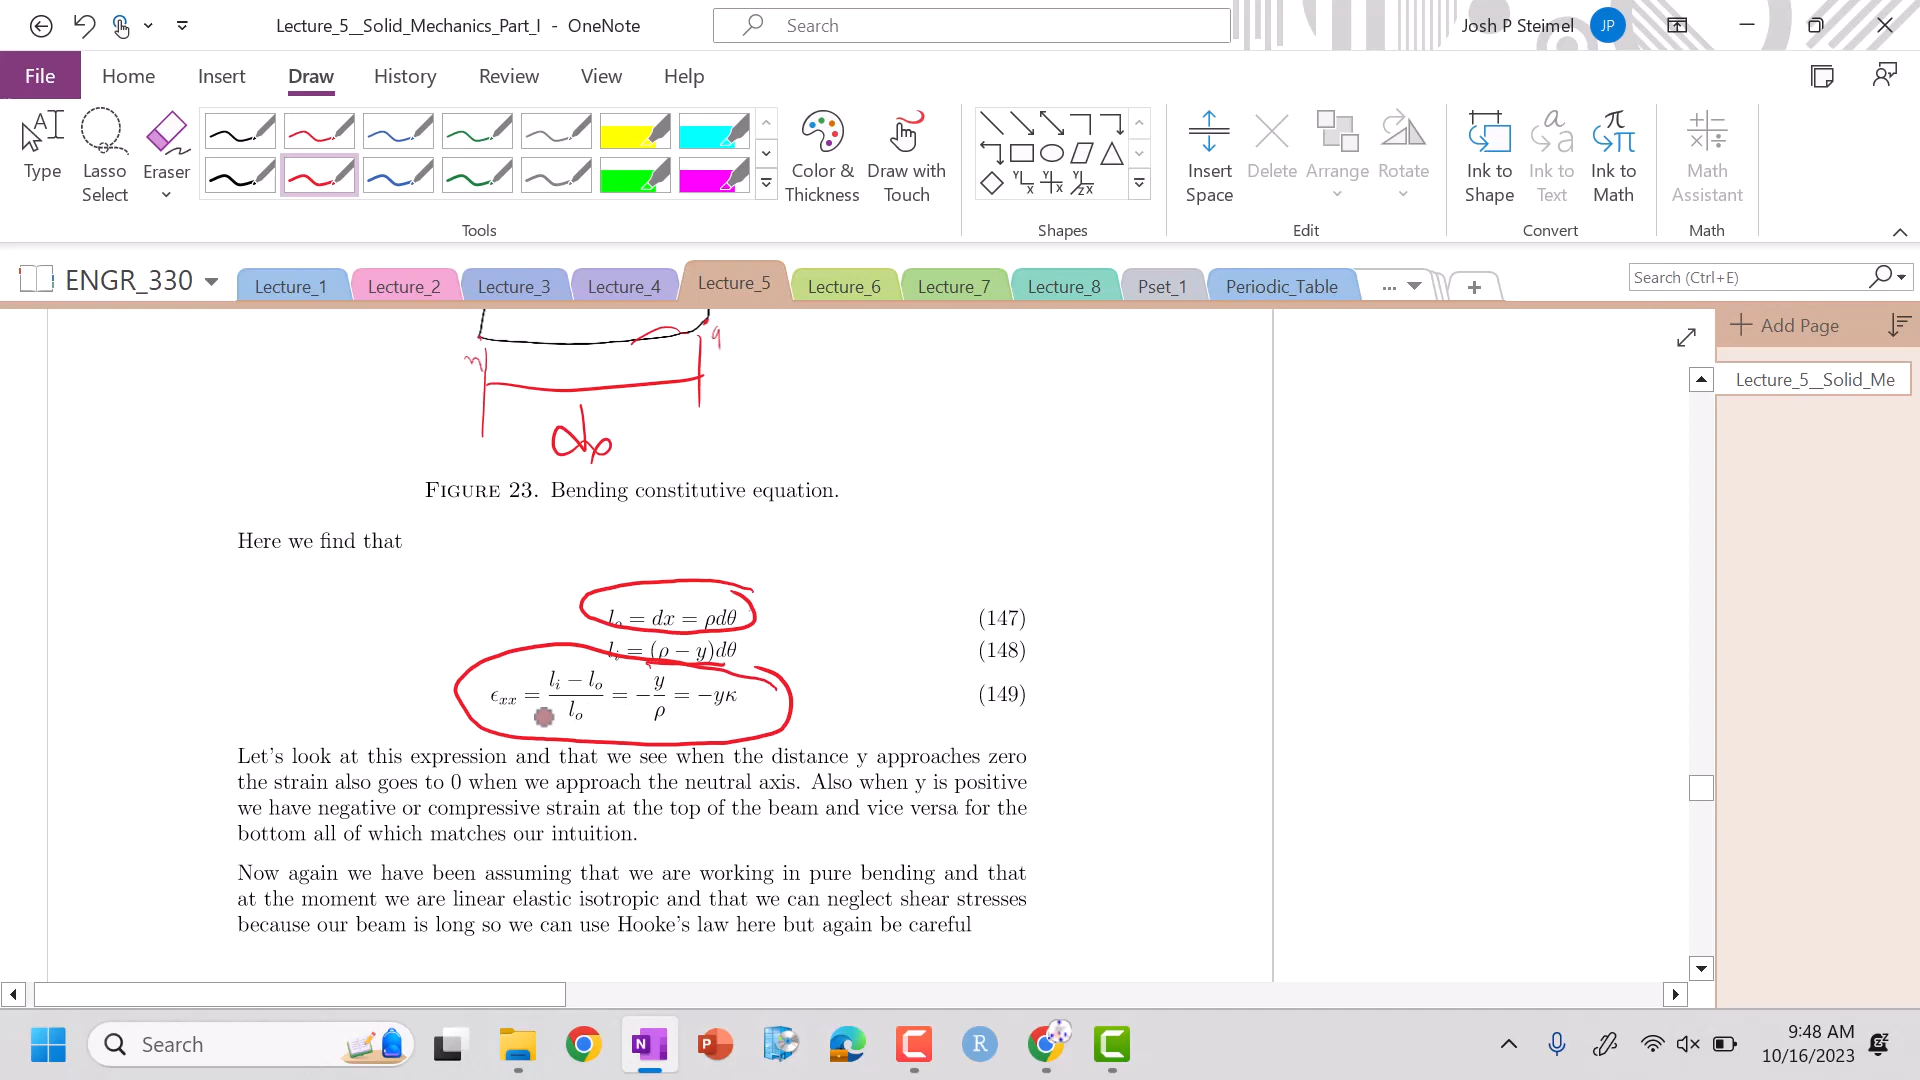 Lecture_5__Solid_Mechanics_Part_I - OneNote
Search
Josh P Steimel
JP
File Home Insert Draw History Review View Help
Type
Lasso Select
Eraser
Color & Thickness
Draw with Touch
Insert Space
Delete
Arrange
Rotate
Ink to Shape
Ink to Text
Ink to Math
Math Assistant
Tools
Shapes
Edit
Convert
Math
ENGR_330
Lecture_1 Lecture_2 Lecture_3 Lecture_4 Lecture_5 Lecture_6 Lecture_7 Lecture_8 Pset_1 Periodic_Table ...
Search (Ctrl+E)
Add Page
Lecture_5__Solid_Me
n
q
FIGURE 23. Bending constitutive equation.
Here we find that
l_o = dx = ρdθ (147)
l_i = (ρ − y)dθ (148)
ϵ_xx = (l_i − l_o)/l_o = −y/ρ = −yκ (149)
Let's look at this expression and that we see when the distance y approaches zero
the strain also goes to 0 when we approach the neutral axis. Also when y is positive
we have negative or compressive strain at the top of the beam and vice versa for the
bottom all of which matches our intuition.
Now again we have been assuming that we are working in pure bending and that
at the moment we are linear elastic isotropic and that we can neglect shear stresses
because our beam is long so we can use Hooke's law here but again be careful
Search
9:48 AM
10/16/2023